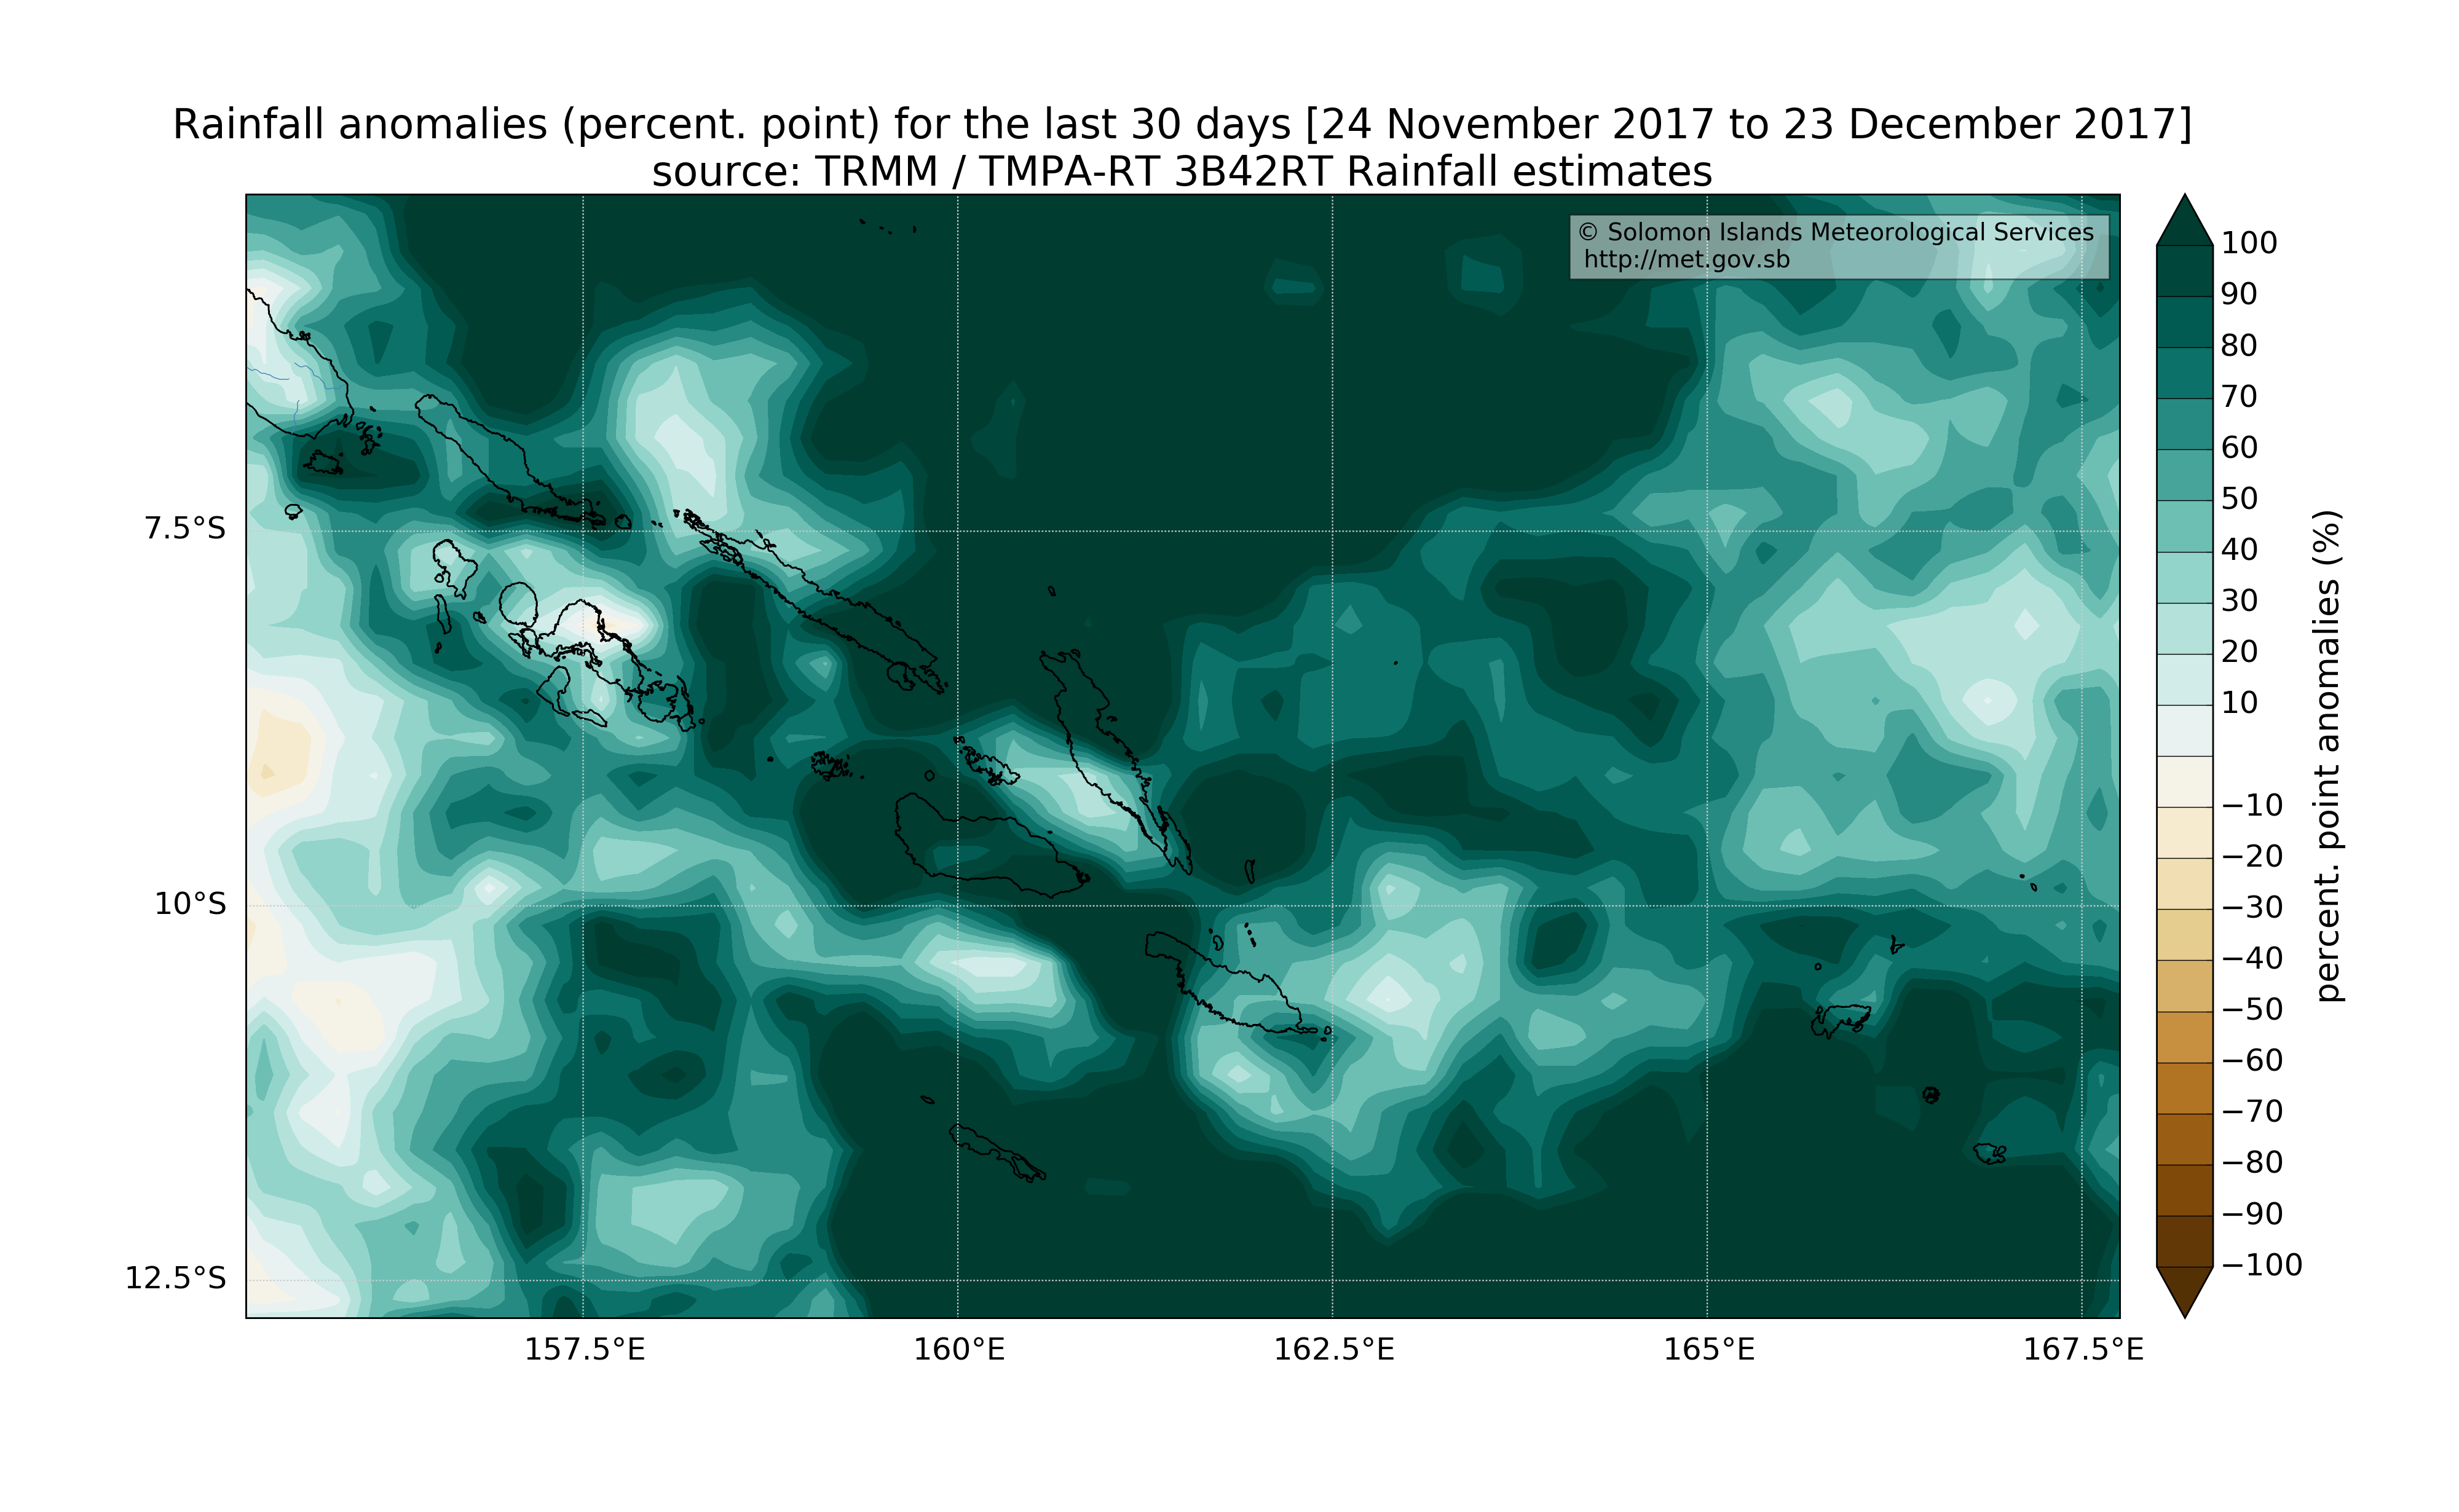 Rainfall anomalies (percent. point) for the last 30 days [24 November 2017 to 23 December 2017]
source: TRMM / TMPA-RT 3B42RT Rainfall estimates
© Solomon Islands Meteorological Services
http://met.gov.sb
7.5°S
10°S
12.5°S
157.5°E
160°E
162.5°E
165°E
167.5°E
100
90
80
70
60
50
40
30
20
10
−10
−20
−30
−40
−50
−60
−70
−80
−90
−100
percent. point anomalies (%)